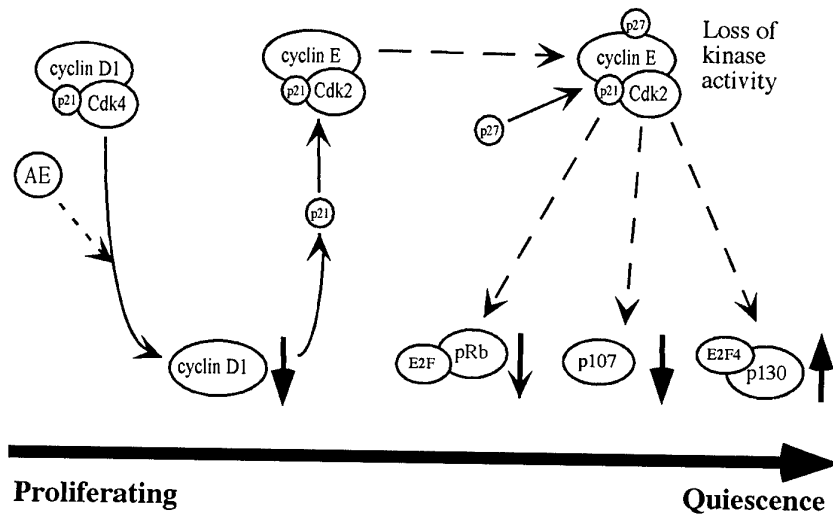 cyclin D1
p21
Cdk4
AE
cyclin D1
p21
cyclin E
p21
Cdk2
p27
cyclin E
p21
Cdk2
p27
Loss of
kinase
activity
E2F
pRb
p107
E2F4
p130
Proliferating
Quiescence